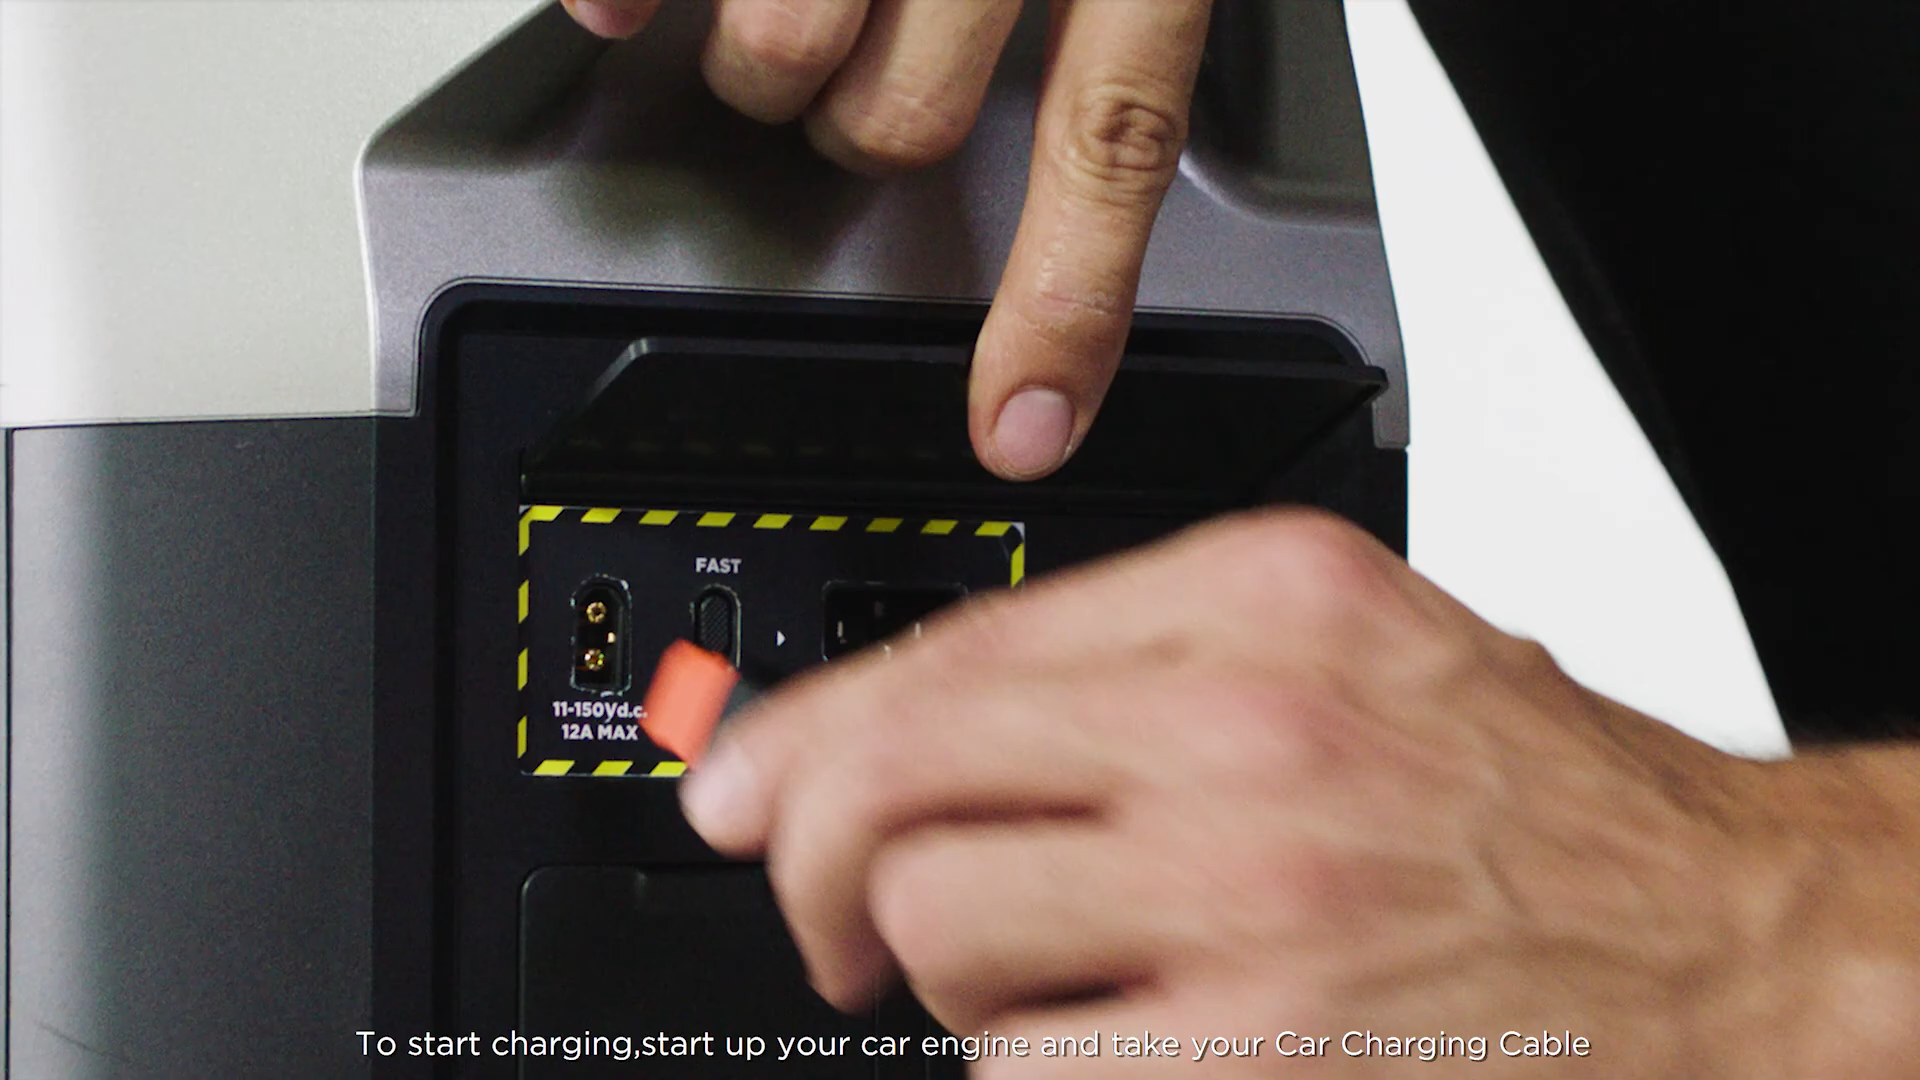 FAST
11-150Vd.c.
12A MAX
To start charging,start up your car engine and take your Car Charging Cable